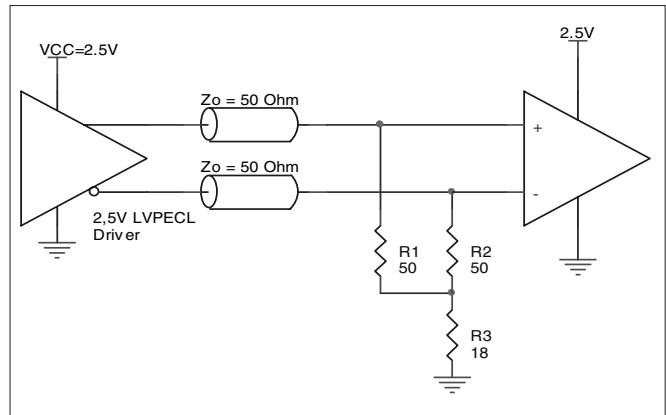 VCC=2.5V
2.5V
Zo = 50 Ohm
+
Zo = 50 Ohm
-
2,5V LVPECL
Driver
R1
50
R2
50
R3
18